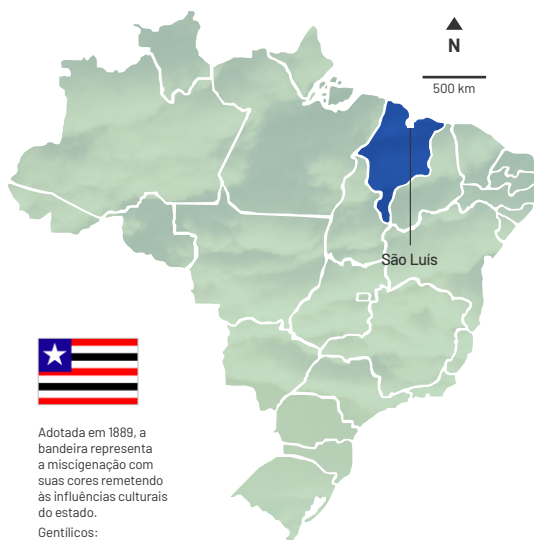 N
500 km
São Luís
Adotada em 1889, a
bandeira representa
a miscigenação com
suas cores remetendo
às influências culturais
do estado.
Gentílicos: